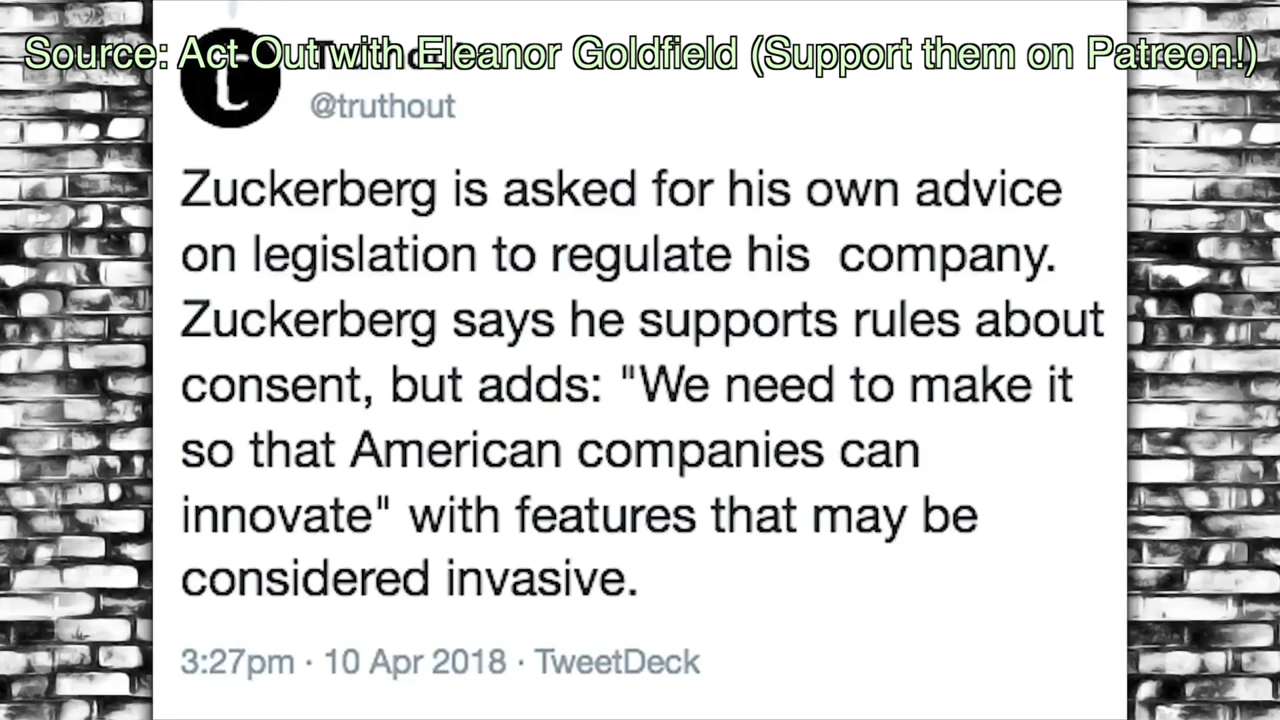 Source: Act Out with Eleanor Goldfield (Support them on Patreon!)
@truthout
Zuckerberg is asked for his own advice
on legislation to regulate his company.
Zuckerberg says he supports rules about
consent, but adds: "We need to make it
so that American companies can
innovate" with features that may be
considered invasive.
3:27pm · 10 Apr 2018 · TweetDeck